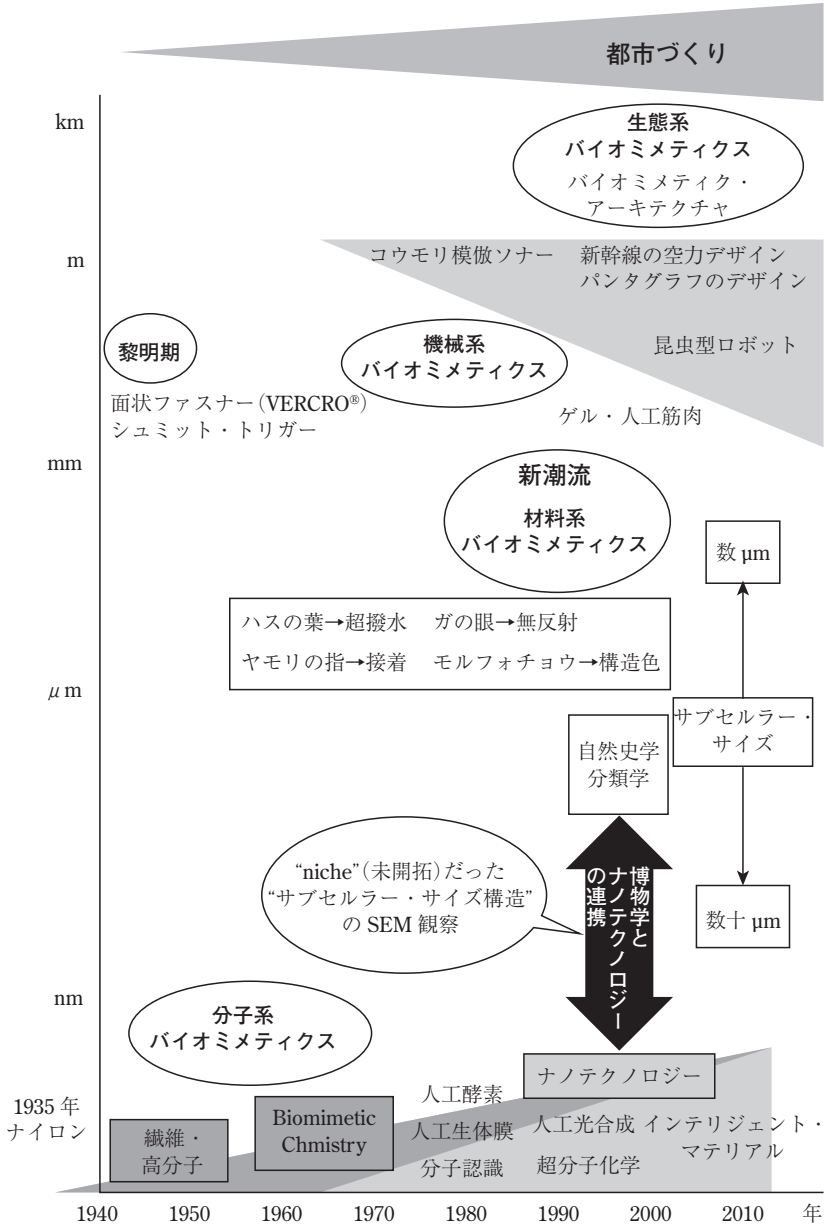 都市づくり
km
生態系
バイオミメティクス
バイオミメティク・
アーキテクチャ
m
コウモリ模倣ソナー
新幹線の空力デザイン
パンタグラフのデザイン
黎明期
機械系
バイオミメティクス
昆虫型ロボット
面状ファスナー(VERCRO®)
シュミット・トリガー
ゲル・人工筋肉
mm
新潮流
材料系
バイオミメティクス
数 μm
ハスの葉→超撥水 ガの眼→無反射
ヤモリの指→接着 モルフォチョウ→構造色
μm
サブセルラー・
サイズ
自然史学
分類学
博物学と
ナノテクノロジー
の連携
"niche"(未開拓)だった
"サブセルラー・サイズ構造"
の SEM 観察
数十 μm
nm
分子系
バイオミメティクス
ナノテクノロジー
1935 年
ナイロン
繊維・
高分子
Biomimetic
Chmistry
人工酵素
人工生体膜
分子認識
人工光合成
超分子化学
インテリジェント・
マテリアル
1940 1950 1960 1970 1980 1990 2000 2010 年